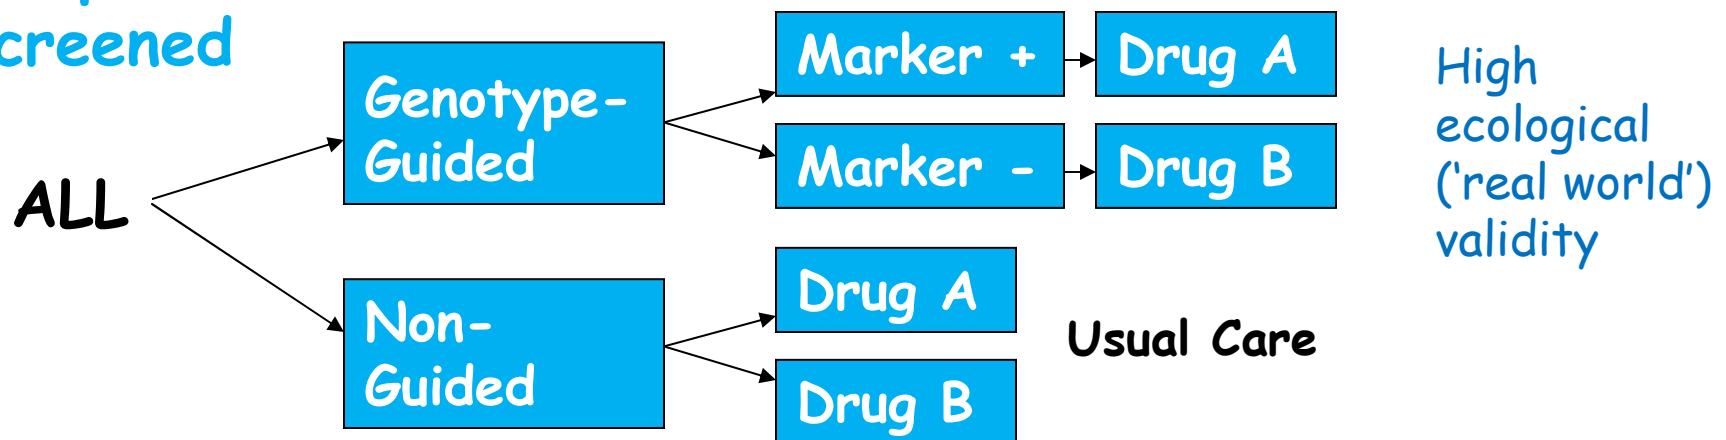 creened
ALL
Genotype-
Guided
Marker +
Drug A
Marker -
Drug B
High
ecological
(‘real world’)
validity
Non-
Guided
Drug A
Drug B
Usual Care